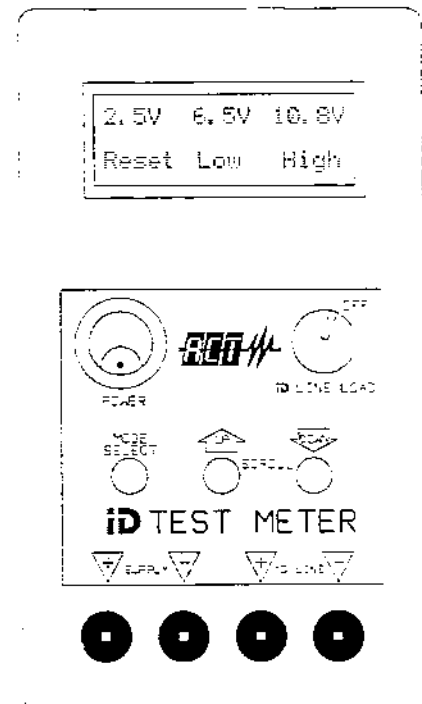 2.5V 6.5V 10.8V
Reset Low High
OFF
ACT
POWER
iD LINE LOAD
MODE
SELECT
UP
DOWN
SCROLL
iD TEST METER
+ SUPPLY - + iD LINE -